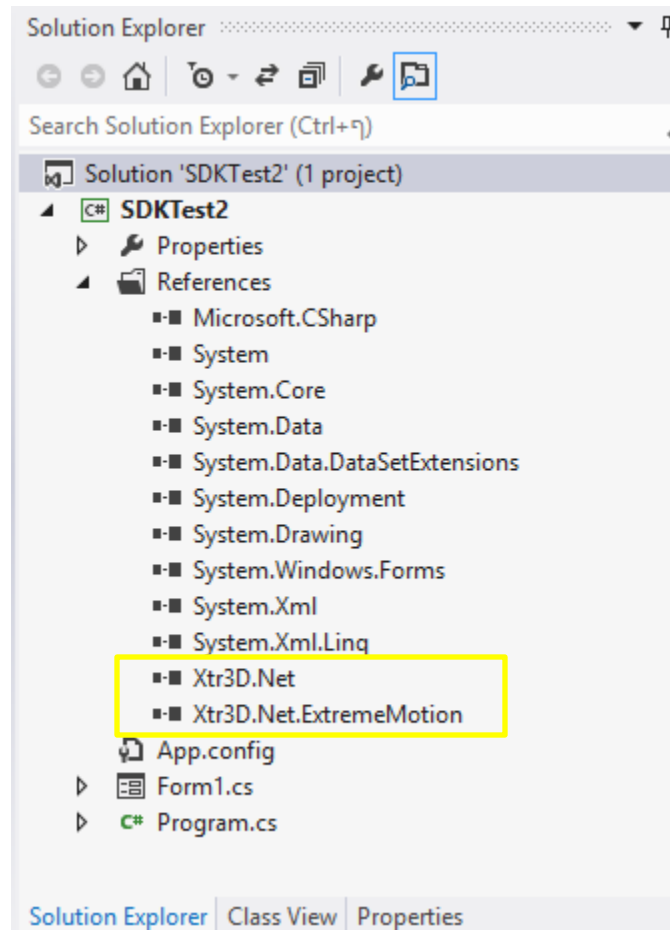 Solution Explorer
Search Solution Explorer (Ctrl+ף)
Solution 'SDKTest2' (1 project)
C# SDKTest2
Properties
References
Microsoft.CSharp
System
System.Core
System.Data
System.Data.DataSetExtensions
System.Deployment
System.Drawing
System.Windows.Forms
System.Xml
System.Xml.Linq
Xtr3D.Net
Xtr3D.Net.ExtremeMotion
App.config
Form1.cs
C# Program.cs
Solution Explorer Class View Properties